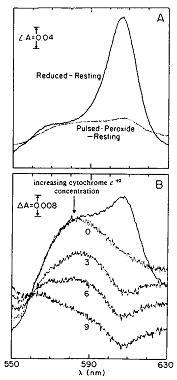 A
∠A=0.04
Reduced-Resting
Pulsed-Peroxide
-Resting
B
increasing cytochrome c⁺²
concentration
ΔA=0.008
0
3
6
9
550
590
630
λ (nm)